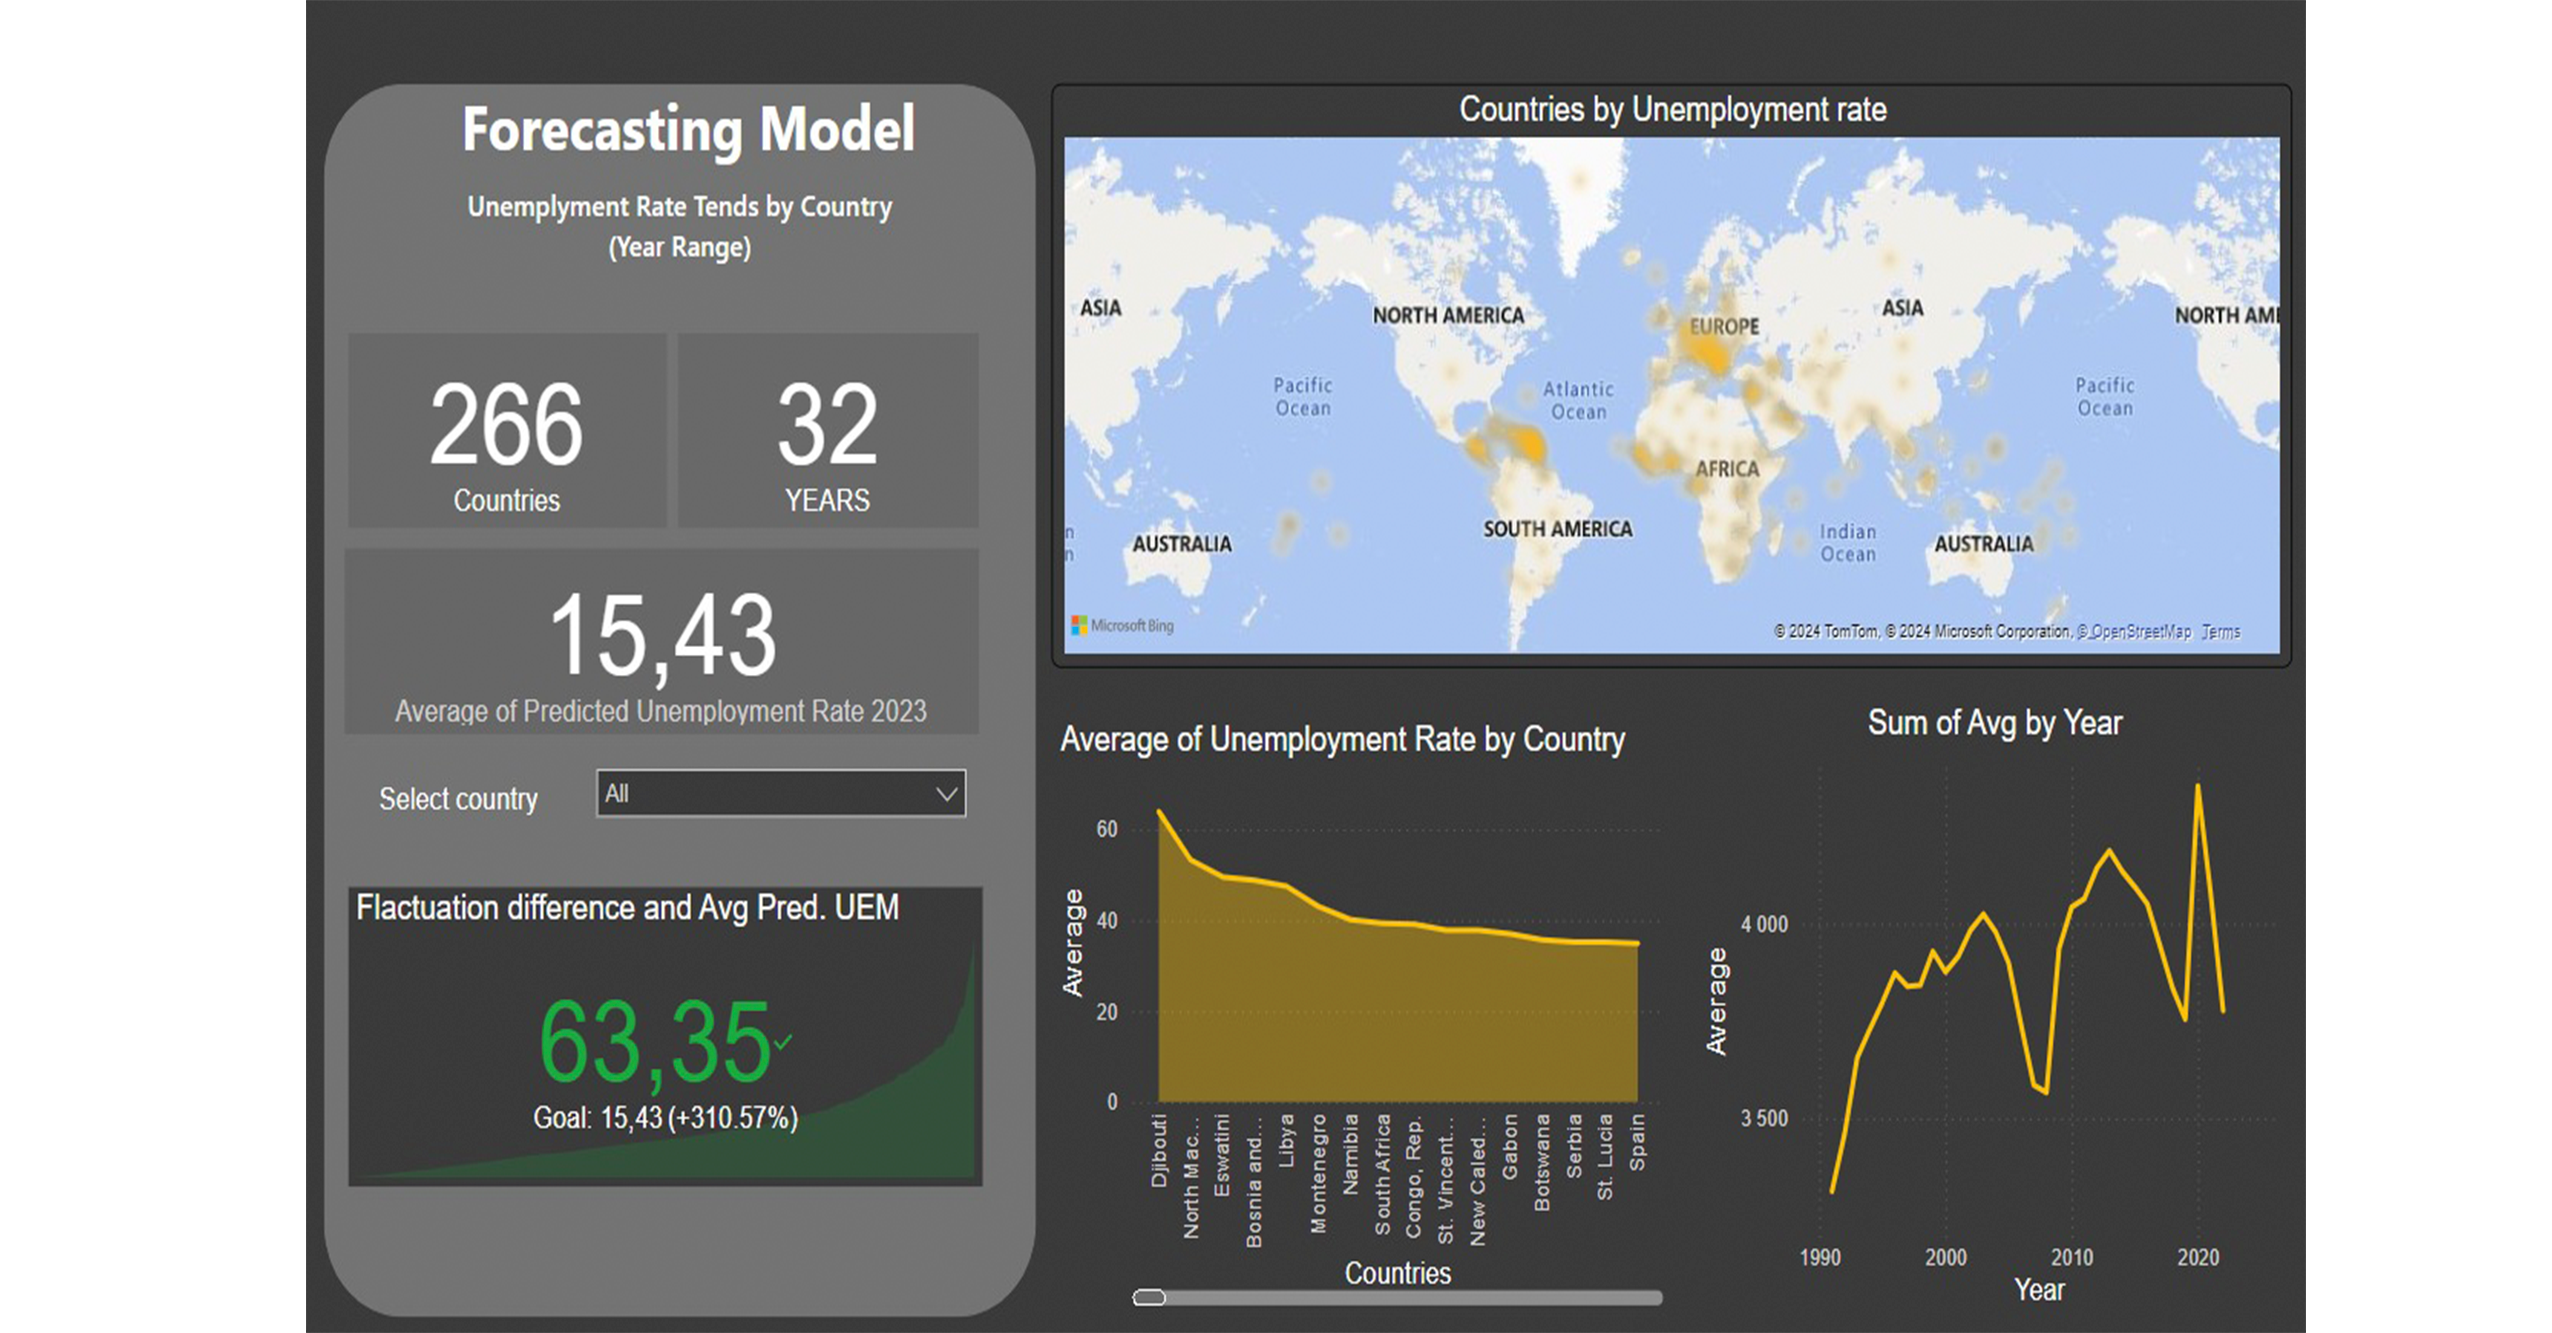 Forecasting Model
Unemplyment Rate Tends by Country
(Year Range)
266
Countries
32
YEARS
15,43
Average of Predicted Unemployment Rate 2023
Select country
All
Flactuation difference and Avg Pred. UEM
63,35
Goal: 15,43 (+310.57%)
Countries by Unemployment rate
ASIA
NORTH AMERICA
EUROPE
ASIA
NORTH AME
Pacific
Ocean
Atlantic
Ocean
Pacific
Ocean
AFRICA
SOUTH AMERICA
Indian
Ocean
n
n
AUSTRALIA
AUSTRALIA
Microsoft Bing
© 2024 TomTom, © 2024 Microsoft Corporation, © OpenStreetMap Terms
Average of Unemployment Rate by Country
Average
60
40
20
0
Djibouti
North Mac...
Eswatini
Bosnia and...
Libya
Montenegro
Namibia
South Africa
Congo, Rep.
St. Vincent...
New Caled...
Gabon
Botswana
Serbia
St. Lucia
Spain
Countries
Sum of Avg by Year
Average
4 000
3 500
1990
2000
2010
2020
Year